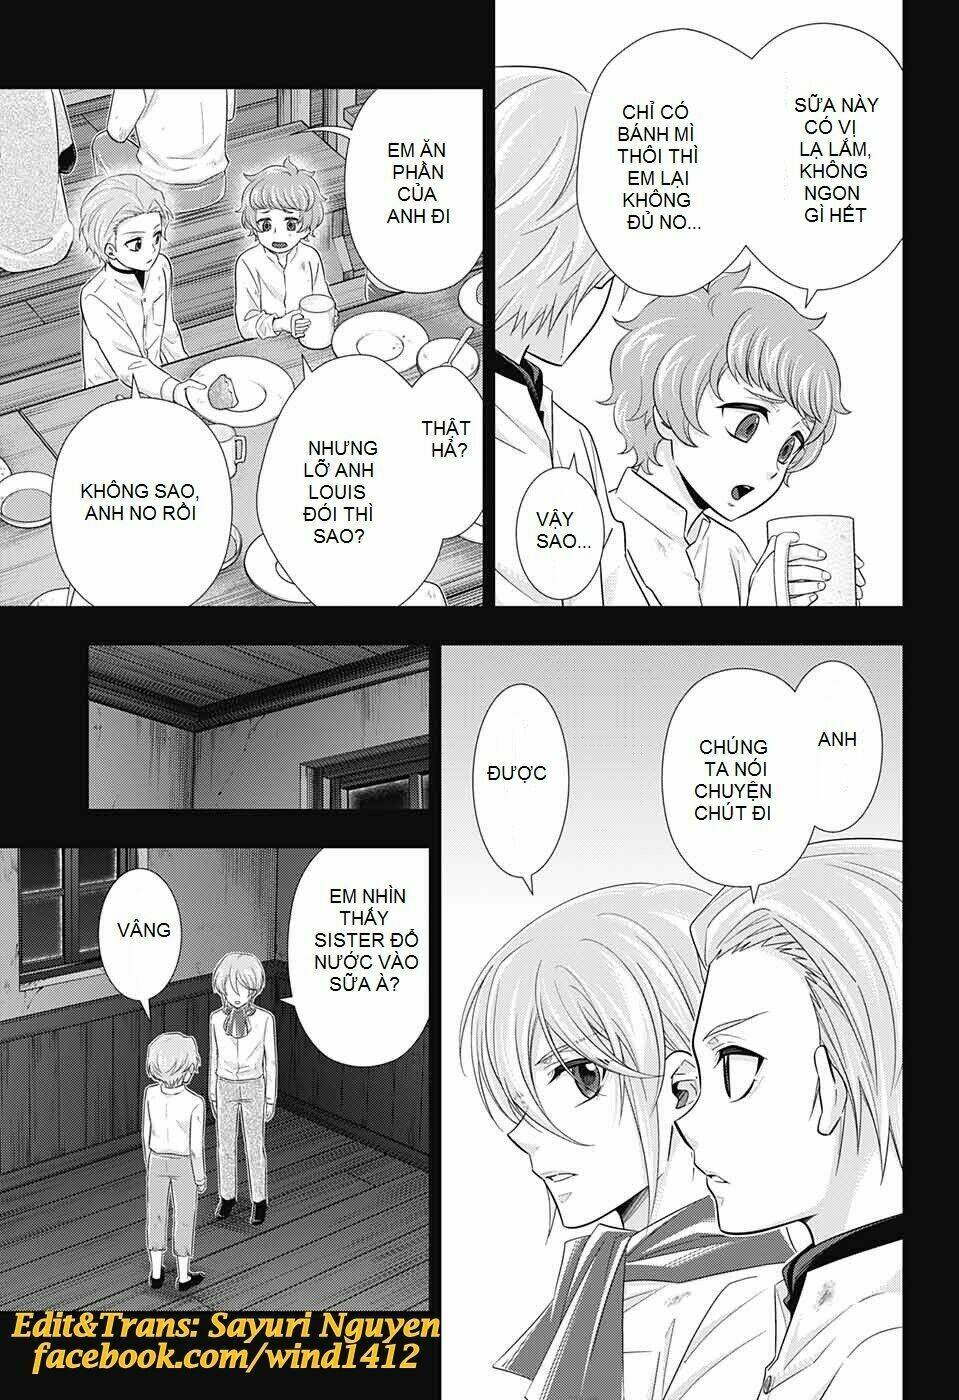 SỮA NÀY
CÓ VỊ
LẠ LẮM,
KHÔNG
NGON
GÌ HẾT
CHỈ CÓ
BÁNH MÌ
THÔI THÌ
EM LẠI
KHÔNG
ĐỦ NO...
VẬY
SAO...
EM ĂN
PHẦN
CỦA
ANH ĐI
THẬT
HẢ?
NHƯNG
LỠ ANH
LOUIS
ĐÓI THÌ
SAO?
KHÔNG SAO,
ANH NO RỒI
ANH
CHÚNG
TA NÓI
CHUYỆN
CHÚT ĐI
ĐƯỢC
EM NHÌN
THẤY
SISTER ĐỔ
NƯỚC VÀO
SỮA À?
VÂNG
Edit&Trans: Sayuri Nguyen
facebook.com/wind1412